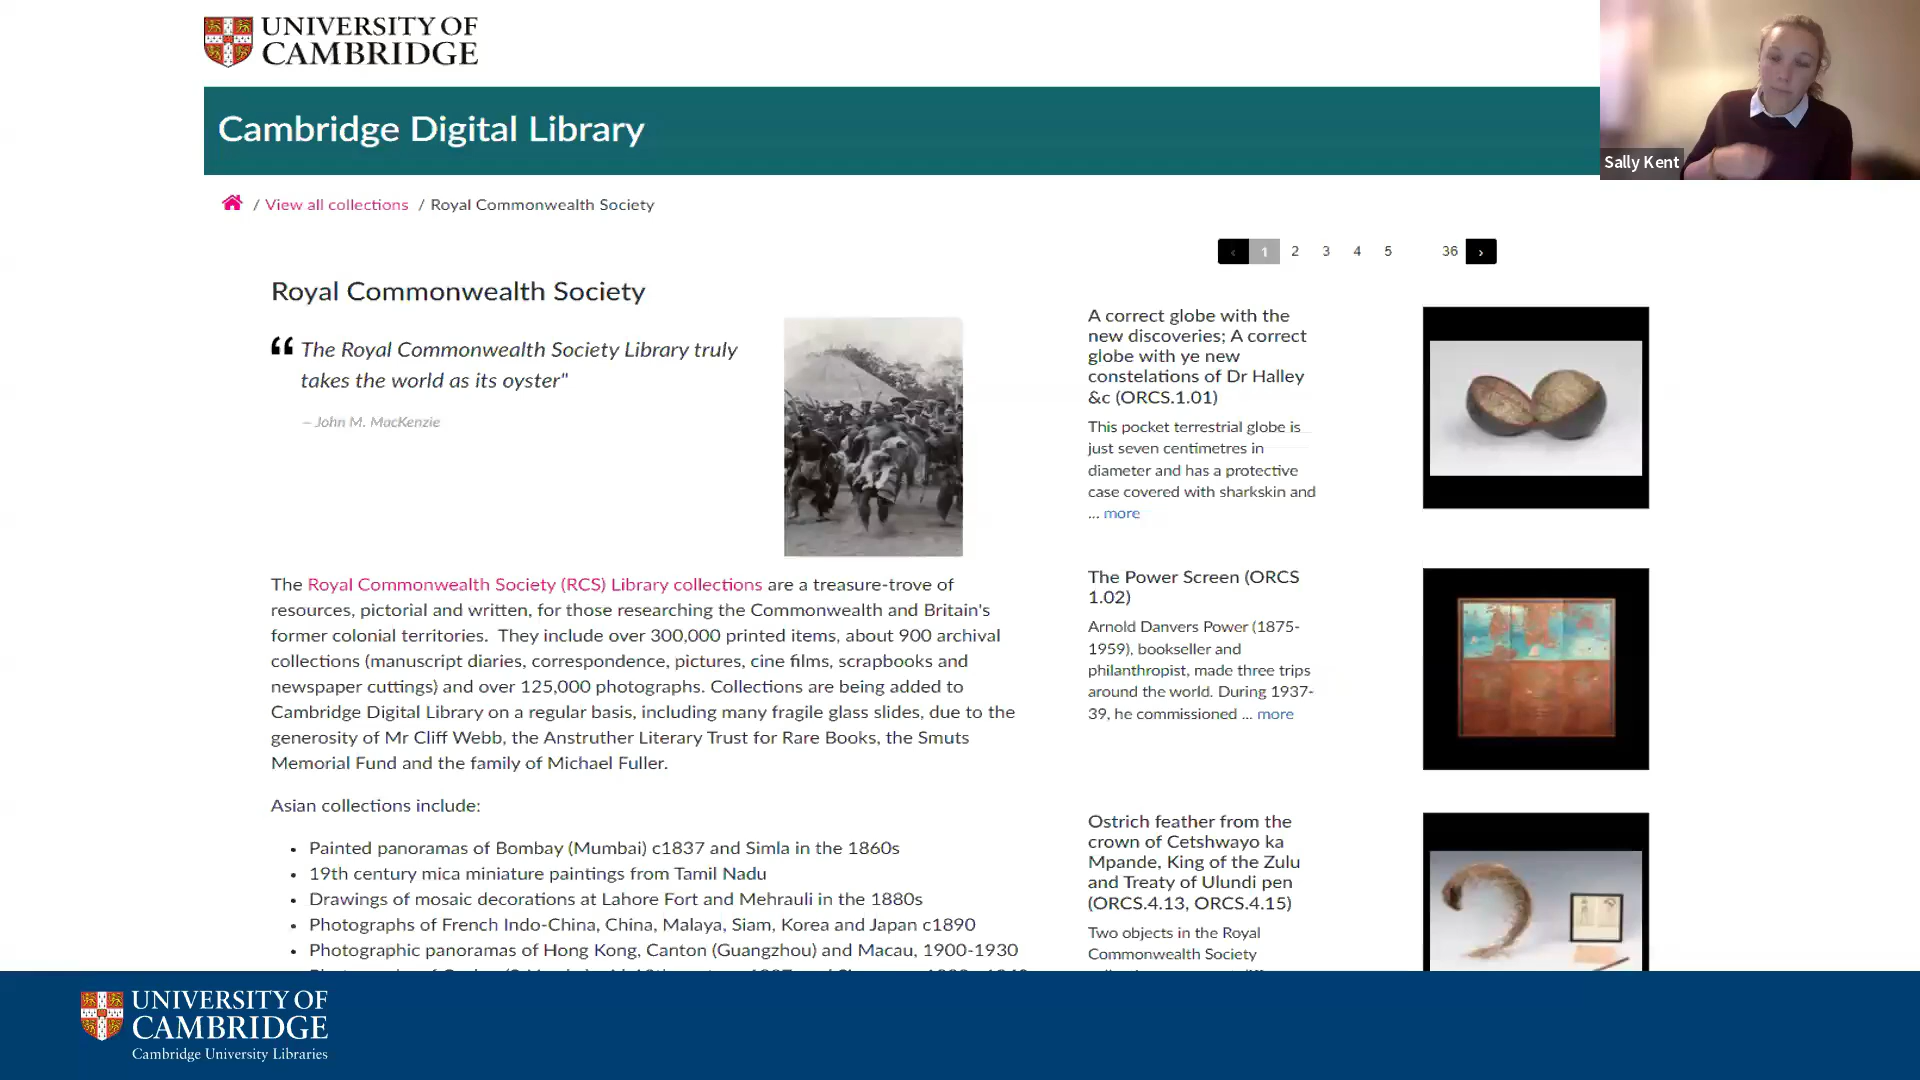 UNIVERSITY OF
CAMBRIDGE
Cambridge Digital Library
Sally Kent
/ View all collections / Royal Commonwealth Society
‹ 1 2 3 4 5 36 ›
Royal Commonwealth Society
“ The Royal Commonwealth Society Library truly
takes the world as its oyster"
– John M. MacKenzie
The Royal Commonwealth Society (RCS) Library collections are a treasure-trove of
resources, pictorial and written, for those researching the Commonwealth and Britain's
former colonial territories. They include over 300,000 printed items, about 900 archival
collections (manuscript diaries, correspondence, pictures, cine films, scrapbooks and
newspaper cuttings) and over 125,000 photographs. Collections are being added to
Cambridge Digital Library on a regular basis, including many fragile glass slides, due to the
generosity of Mr Cliff Webb, the Anstruther Literary Trust for Rare Books, the Smuts
Memorial Fund and the family of Michael Fuller.
Asian collections include:
• Painted panoramas of Bombay (Mumbai) c1837 and Simla in the 1860s
• 19th century mica miniature paintings from Tamil Nadu
• Drawings of mosaic decorations at Lahore Fort and Mehrauli in the 1880s
• Photographs of French Indo-China, China, Malaya, Siam, Korea and Japan c1890
• Photographic panoramas of Hong Kong, Canton (Guangzhou) and Macau, 1900-1930
A correct globe with the
new discoveries; A correct
globe with ye new
constelations of Dr Halley
&c (ORCS.1.01)
This pocket terrestrial globe is
just seven centimetres in
diameter and has a protective
case covered with sharkskin and
... more
The Power Screen (ORCS
1.02)
Arnold Danvers Power (1875-
1959), bookseller and
philanthropist, made three trips
around the world. During 1937-
39, he commissioned ... more
Ostrich feather from the
crown of Cetshwayo ka
Mpande, King of the Zulu
and Treaty of Ulundi pen
(ORCS.4.13, ORCS.4.15)
Two objects in the Royal
Commonwealth Society
UNIVERSITY OF
CAMBRIDGE
Cambridge University Libraries